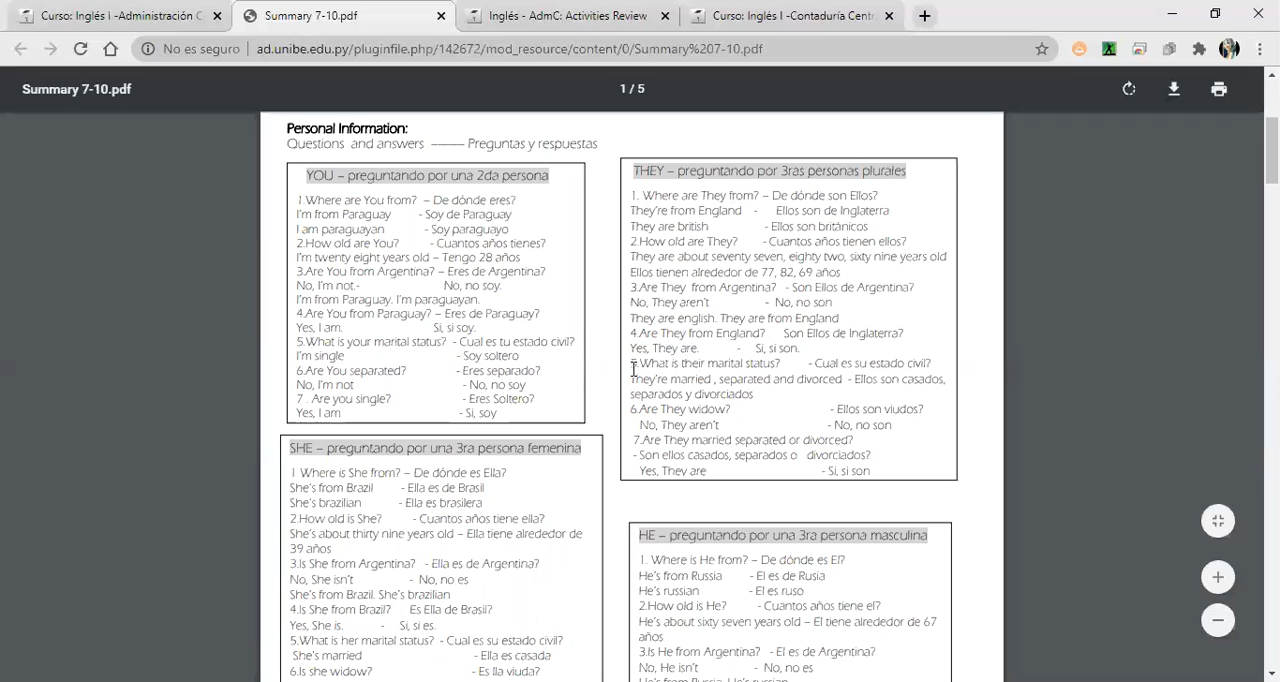 Curso: Inglés I -Administración C
Summary 7-10.pdf
Inglés - AdmC: Activities Review
Curso: Inglés I -Contaduría Centr
No es seguro
ad.unibe.edu.py/pluginfile.php/142672/mod_resource/content/0/Summary%207-10.pdf
Summary 7-10.pdf
1 / 5
Personal Information:
Questions and answers ——— Preguntas y respuestas
YOU – preguntando por una 2da persona
1.Where are You from? – De dónde eres?
I'm from Paraguay - Soy de Paraguay
I am paraguayan - Soy paraguayo
2.How old are You? - Cuantos años tienes?
I'm twenty eight years old – Tengo 28 años
3.Are You from Argentina? – Eres de Argentina?
No, I'm not.- No, no soy.
I'm from Paraguay. I'm paraguayan.
4.Are You from Paraguay? – Eres de Paraguay?
Yes, I am. Si, si soy.
5.What is your marital status? - Cual es tu estado civil?
I'm single - Soy soltero
6.Are You separated? - Eres separado?
No, I'm not - No, no soy
7 . Are you single? - Eres Soltero?
Yes, I am - Si, soy
THEY – preguntando por 3ras personas plurales
1. Where are They from? – De dónde son Ellos?
They're from England - Ellos son de Inglaterra
They are british - Ellos son británicos
2.How old are They? - Cuantos años tienen ellos?
They are about seventy seven, eighty two, sixty nine years old
Ellos tienen alrededor de 77, 82, 69 años
3.Are They from Argentina? - Son Ellos de Argentina?
No, They aren't - No, no son
They are english. They are from England
4.Are They from England? Son Ellos de Inglaterra?
Yes, They are. - Si, si son.
5.What is their marital status? - Cual es su estado civil?
They're married , separated and divorced - Ellos son casados,
separados y divorciados
6.Are They widow? - Ellos son viudos?
No, They aren't - No, no son
7.Are They married separated or divorced?
- Son ellos casados, separados o divorciados?
Yes, They are - Si, si son
SHE – preguntando por una 3ra persona femenina
1 Where is She from? – De dónde es Ella?
She's from Brazil - Ella es de Brasil
She's brazilian - Ella es brasilera
2.How old is She? - Cuantos años tiene ella?
She's about thirty nine years old – Ella tiene alrededor de
39 años
3.Is She from Argentina? - Ella es de Argentina?
No, She isn't - No, no es
She's from Brazil. She's brazilian
4.Is She from Brazil? Es Ella de Brasil?
Yes, She is. - Si, si es.
5.What is her marital status? - Cual es su estado civil?
She's married - Ella es casada
6.Is she widow? - Es lla viuda?
HE – preguntando por una 3ra persona masculina
1. Where is He from? – De dónde es El?
He's from Russia - El es de Rusia
He's russian - El es ruso
2.How old is He? - Cuantos años tiene el?
He's about sixty seven years old – El tiene alrededor de 67
años
3.Is He from Argentina? - El es de Argentina?
No, He isn't - No, no es
He's from Russia. He's russian